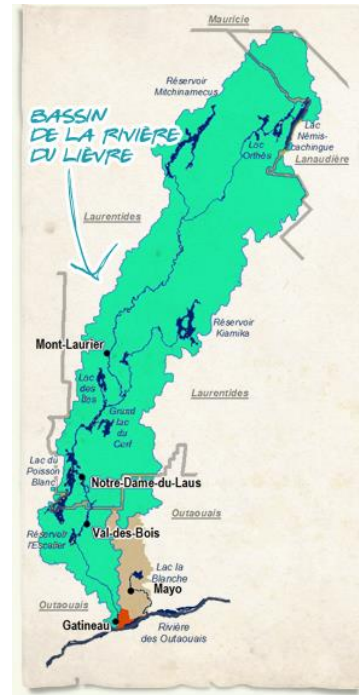 Mauricie
Réservoir
Mitchinamecus
BASSIN
DE LA RIVIÈRE
DU LIÈVRE
Lac
Orthès
Lac
Némis-
cachingue
Lanaudière
Laurentides
Réservoir
Kiamika
Mont-Laurier
Lac
des
Îles
Laurentides
Grand
lac
du
Cerf
Lac du
Poisson
Blanc
Notre-Dame-du-Laus
Outaouais
Val-des-Bois
Réservoir
l'Escalier
Lac la
Blanche
Mayo
Outaouais
Gatineau
Rivière
des Outaouais